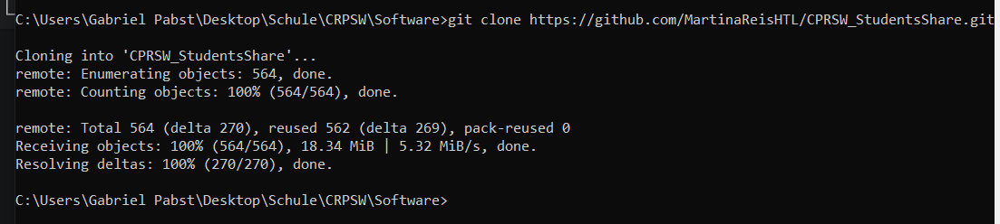 C:\Users\Gabriel Pabst\Desktop\Schule\CRPSW\Software>git clone https://github.com/MartinaReisHTL/CPRSW_StudentsShare.git
Cloning into 'CPRSW_StudentsShare'...
remote: Enumerating objects: 564, done.
remote: Counting objects: 100% (564/564), done.
remote: Total 564 (delta 270), reused 562 (delta 269), pack-reused 0
Receiving objects: 100% (564/564), 18.34 MiB | 5.32 MiB/s, done.
Resolving deltas: 100% (270/270), done.
C:\Users\Gabriel Pabst\Desktop\Schule\CRPSW\Software>